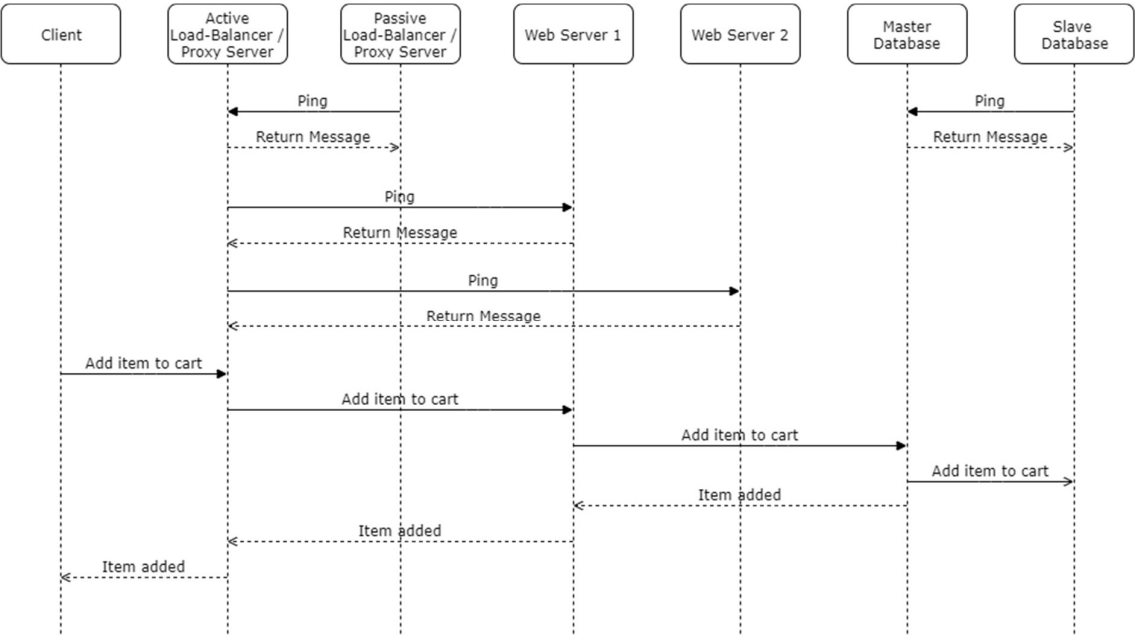 Client
Active
Load-Balancer /
Proxy Server
Passive
Load-Balancer /
Proxy Server
Web Server 1
Web Server 2
Master
Database
Slave
Database
Ping
Ping
Return Message
Return Message
Ping
Return Message
Ping
Return Message
Add item to cart
Add item to cart
Add item to cart
Add item to cart
Item added
Item added
Item added